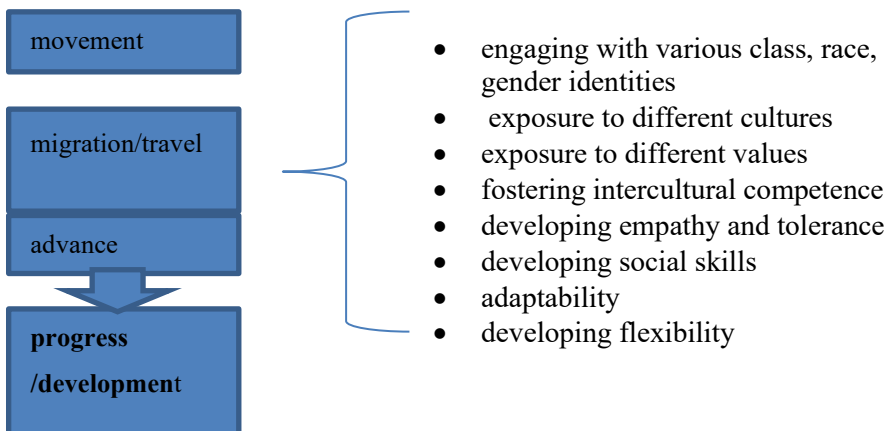 movement
migration/travel
advance
progress
/development
• engaging with various class, race,
gender identities
• exposure to different cultures
• exposure to different values
• fostering intercultural competence
• developing empathy and tolerance
• developing social skills
• adaptability
• developing flexibility